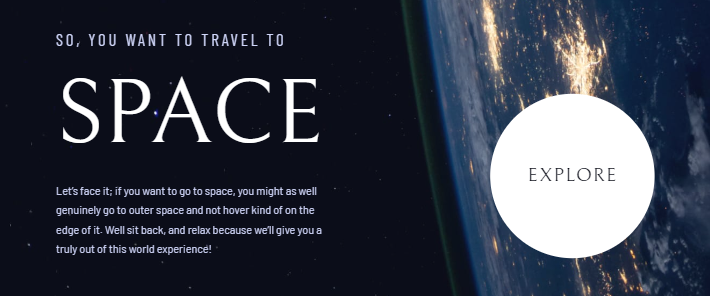 SO, YOU WANT TO TRAVEL TO
SPACE
Let's face it; if you want to go to space, you might as well
genuinely go to outer space and not hover kind of on the
edge of it. Well sit back, and relax because we'll give you a
truly out of this world experience!
EXPLORE